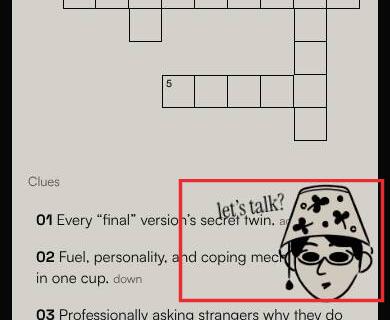 5
Clues
let's talk?
01 Every “final” version's secret twin.
02 Fuel, personality, and coping
in one cup. down
03 Professionally asking strangers why they do